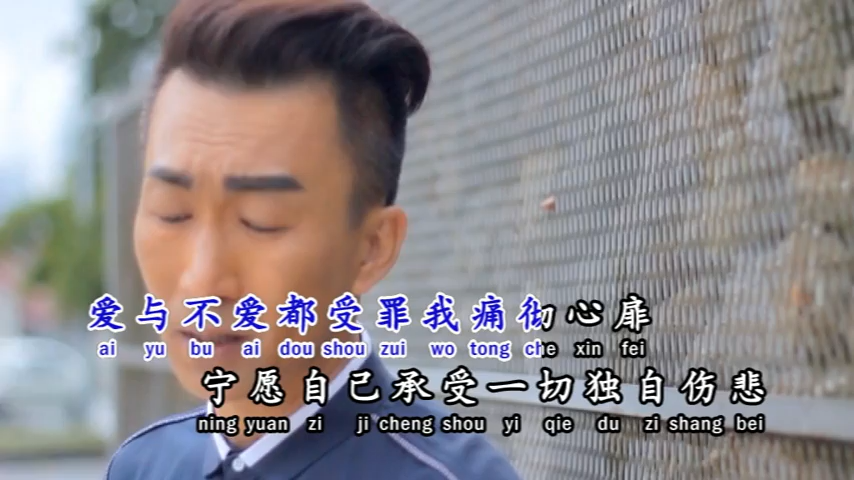 爱与不爱都受罪我痛彻心扉
ai yu bu ai dou shou zui wo tong che xin fei
宁愿自己承受一切独自伤悲
ning yuan zi ji cheng shou yi qie du zi shang bei